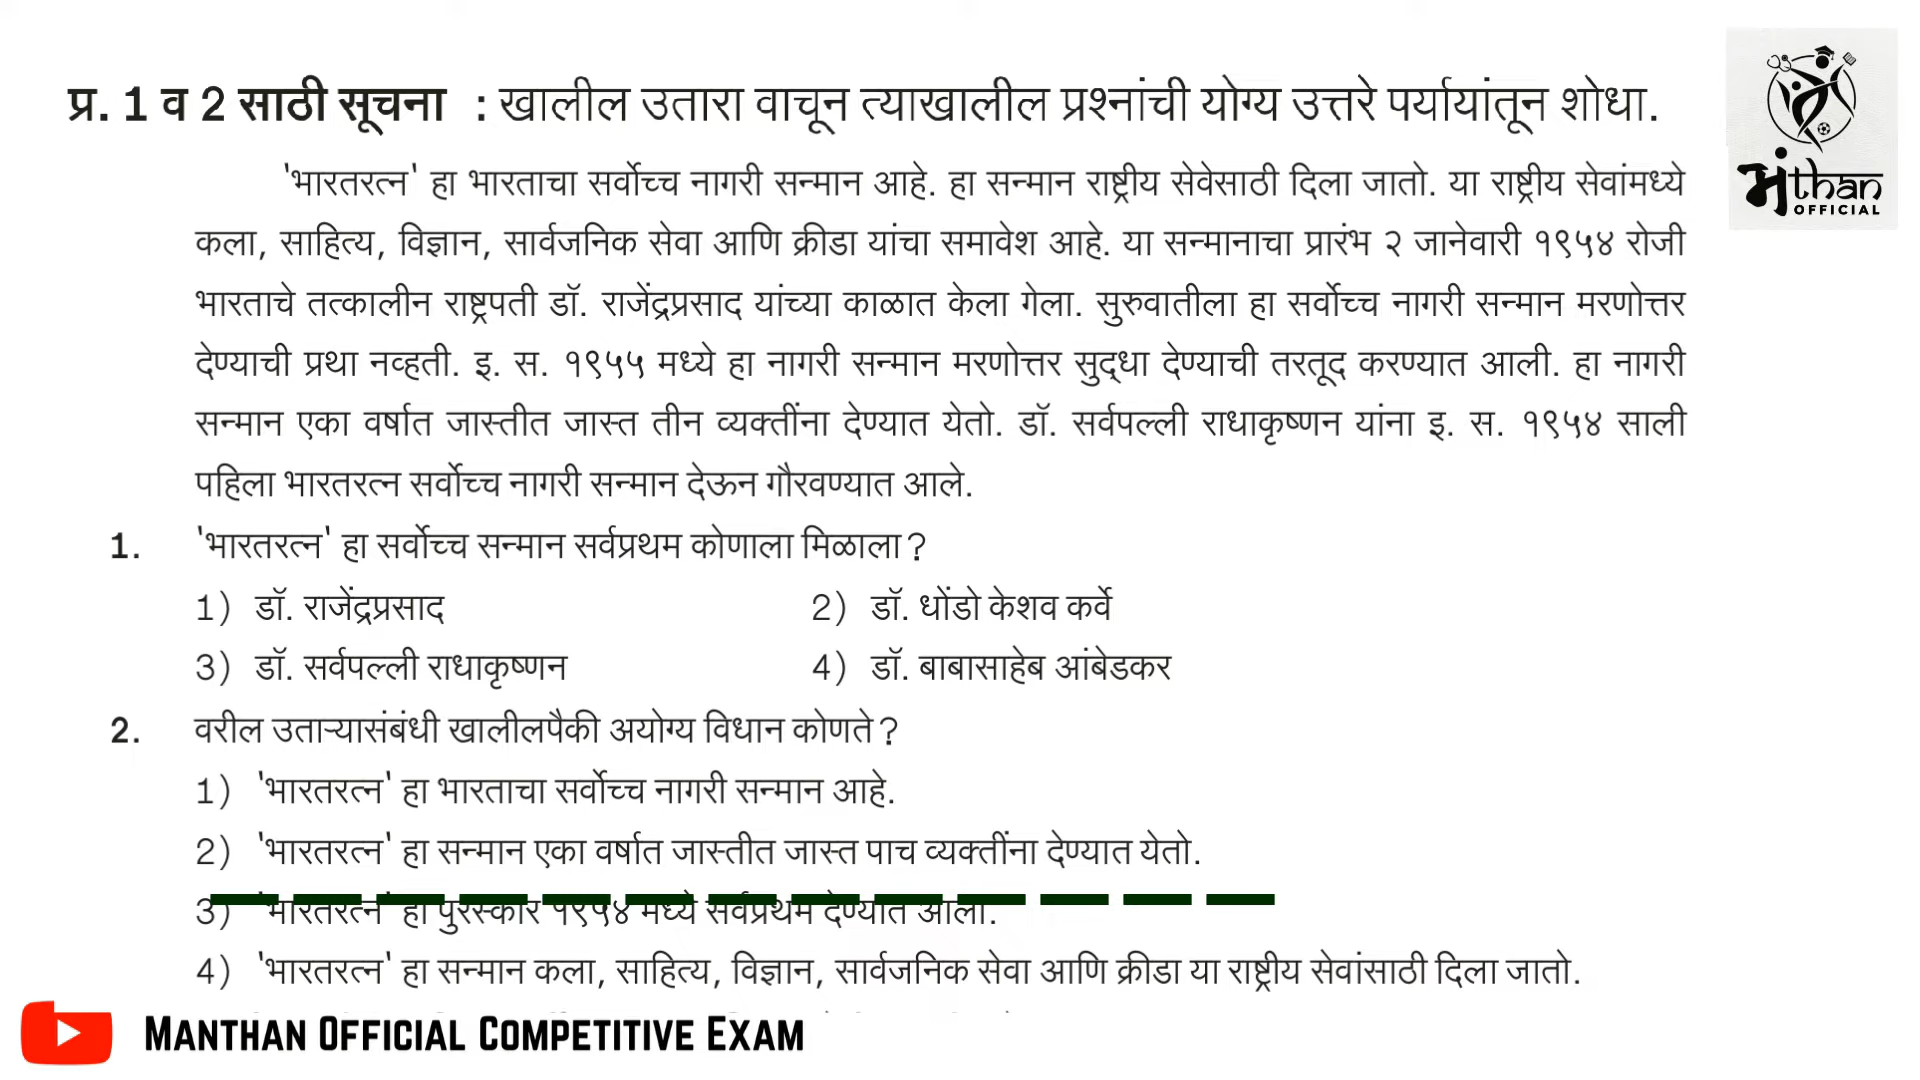 प्र. 1 व 2 साठी सूचना : खालील उतारा वाचून त्याखालील प्रश्नांची योग्य उत्तरे पर्यायांतून शोधा.
मंthan
OFFICIAL
'भारतरत्न' हा भारताचा सर्वोच्च नागरी सन्मान आहे. हा सन्मान राष्ट्रीय सेवेसाठी दिला जातो. या राष्ट्रीय सेवांमध्ये
कला, साहित्य, विज्ञान, सार्वजनिक सेवा आणि क्रीडा यांचा समावेश आहे. या सन्मानाचा प्रारंभ २ जानेवारी १९५४ रोजी
भारताचे तत्कालीन राष्ट्रपती डॉ. राजेंद्रप्रसाद यांच्या काळात केला गेला. सुरुवातीला हा सर्वोच्च नागरी सन्मान मरणोत्तर
देण्याची प्रथा नव्हती. इ. स. १९५५ मध्ये हा नागरी सन्मान मरणोत्तर सुद्धा देण्याची तरतूद करण्यात आली. हा नागरी
सन्मान एका वर्षात जास्तीत जास्त तीन व्यक्तींना देण्यात येतो. डॉ. सर्वपल्ली राधाकृष्णन यांना इ. स. १९५४ साली
पहिला भारतरत्न सर्वोच्च नागरी सन्मान देऊन गौरवण्यात आले.
1. 'भारतरत्न' हा सर्वोच्च सन्मान सर्वप्रथम कोणाला मिळाला?
1) डॉ. राजेंद्रप्रसाद 2) डॉ. धोंडो केशव कर्वे
3) डॉ. सर्वपल्ली राधाकृष्णन 4) डॉ. बाबासाहेब आंबेडकर
2. वरील उताऱ्यासंबंधी खालीलपैकी अयोग्य विधान कोणते?
1) 'भारतरत्न' हा भारताचा सर्वोच्च नागरी सन्मान आहे.
2) 'भारतरत्न' हा सन्मान एका वर्षात जास्तीत जास्त पाच व्यक्तींना देण्यात येतो.
3) 'भारतरत्न' हा पुरस्कार १९५४ मध्ये सर्वप्रथम देण्यात आला.
4) 'भारतरत्न' हा सन्मान कला, साहित्य, विज्ञान, सार्वजनिक सेवा आणि क्रीडा या राष्ट्रीय सेवांसाठी दिला जातो.
MANTHAN OFFICIAL COMPETITIVE EXAM